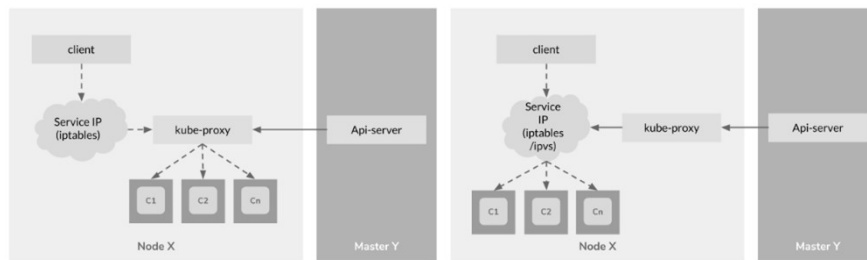 client
Service IP
(iptables)
kube-proxy
Api-server
C1
C2
Cn
Node X
Master Y
client
Service
IP
(iptables
/ipvs)
kube-proxy
Api-server
C1
C2
Cn
Node X
Master Y